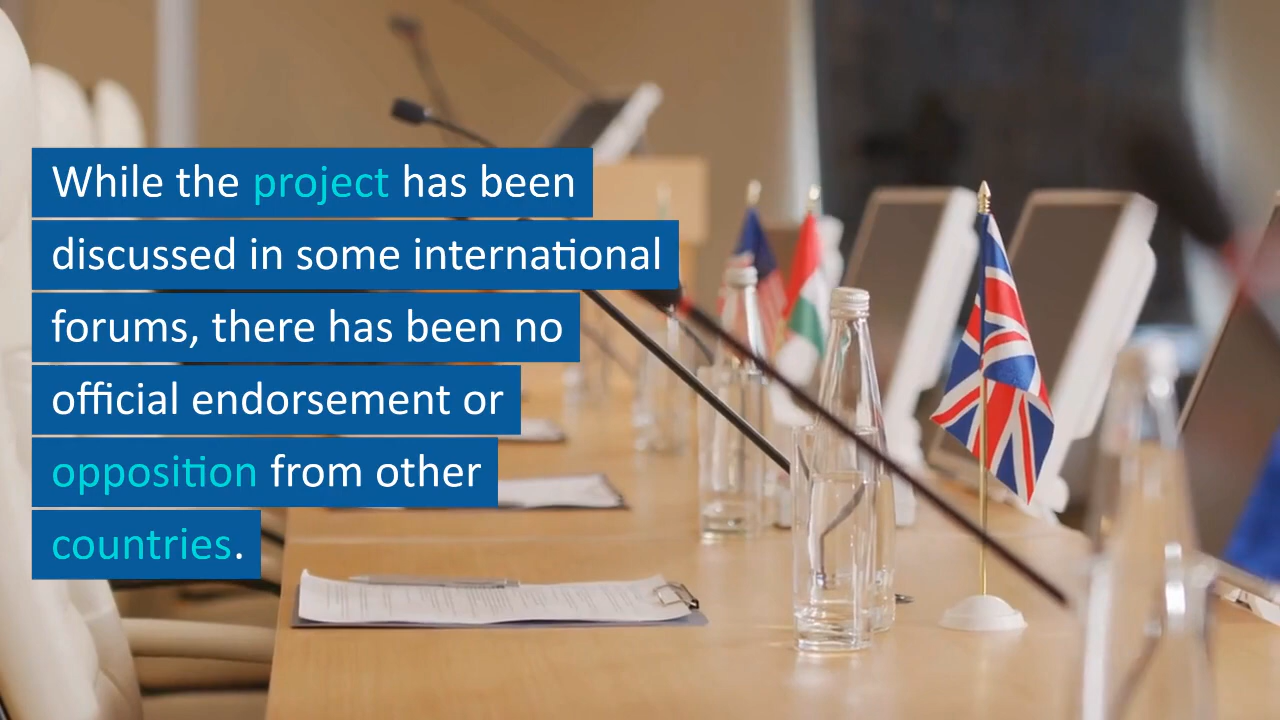 While the project has been
discussed in some international
forums, there has been no
official endorsement or
opposition from other
countries.